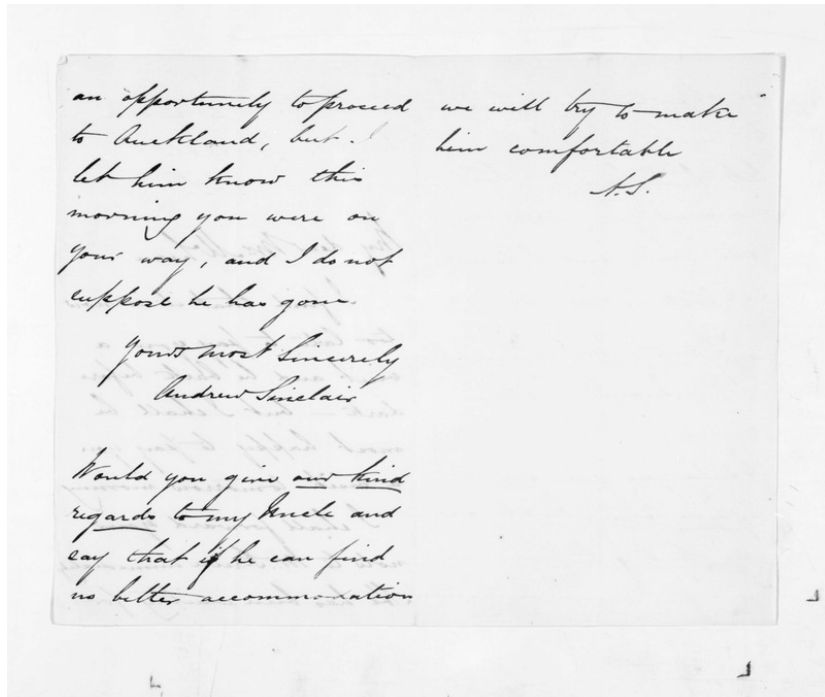 an opportunity to proceed
to Auckland, but I
let him know this
morning you were on
your way, and I do not
suppose he has gone
Yours most Sincerely
Andrew Sinclair
Would you give our kind
regards to my Uncle and
say that if he can find
no better accommodation
we will try to make
him comfortable
A.S.